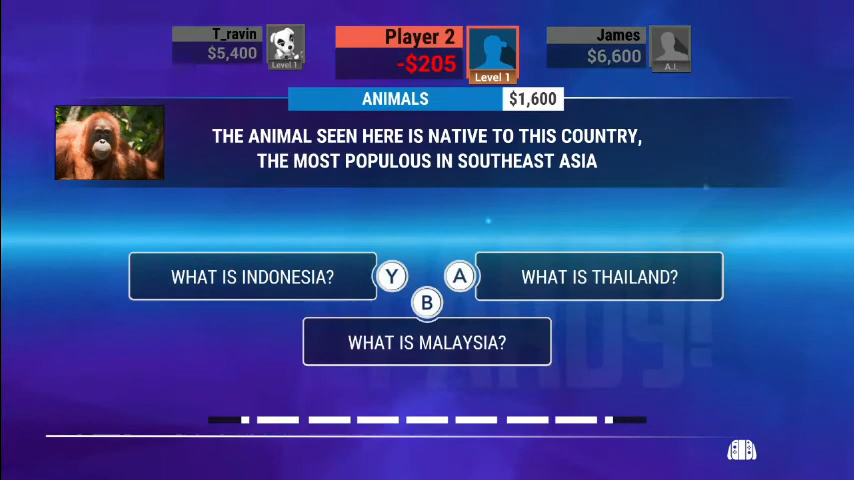 T_ravin
$5,400
Level 1
Player 2
-$205
Level 1
James
$6,600
A.I.
ANIMALS
$1,600
THE ANIMAL SEEN HERE IS NATIVE TO THIS COUNTRY,
THE MOST POPULOUS IN SOUTHEAST ASIA
WHAT IS INDONESIA?
Y
A
WHAT IS THAILAND?
B
WHAT IS MALAYSIA?